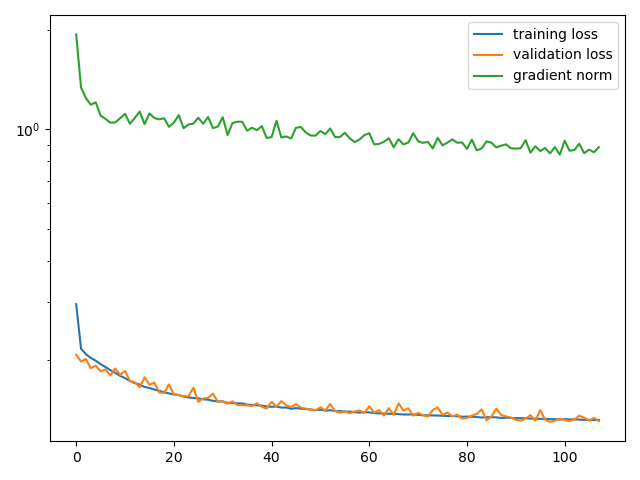 training loss
validation loss
gradient norm
10⁰
0 20 40 60 80 100